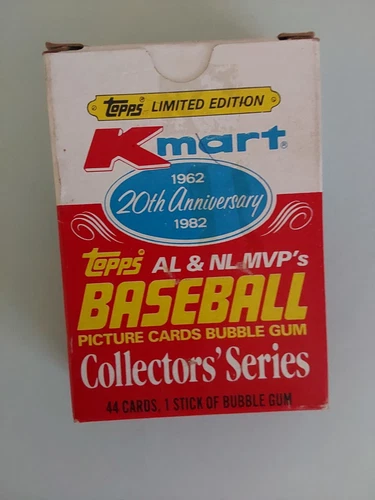 Topps LIMITED EDITION
Kmart®
1962
20th Anniversary
1982
Topps AL & NL MVP's
BASEBALL
PICTURE CARDS BUBBLE GUM
Collectors' Series
44 CARDS, 1 STICK OF BUBBLE GUM